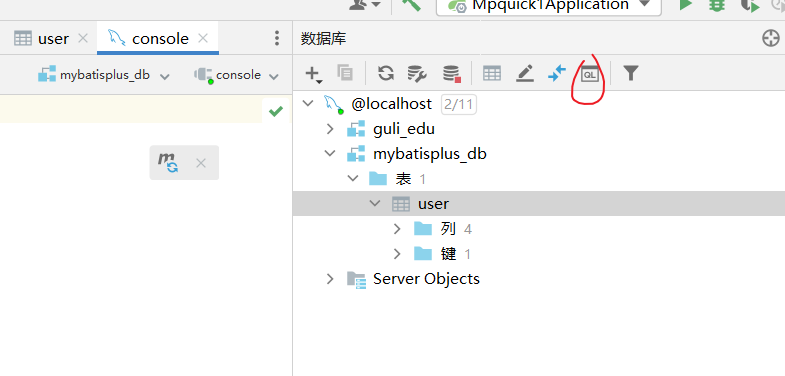 Mpquick1Application
user
console
数据库
mybatisplus_db
console
QL
@localhost 2/11
guli_edu
mybatisplus_db
表 1
user
列 4
键 1
Server Objects
m